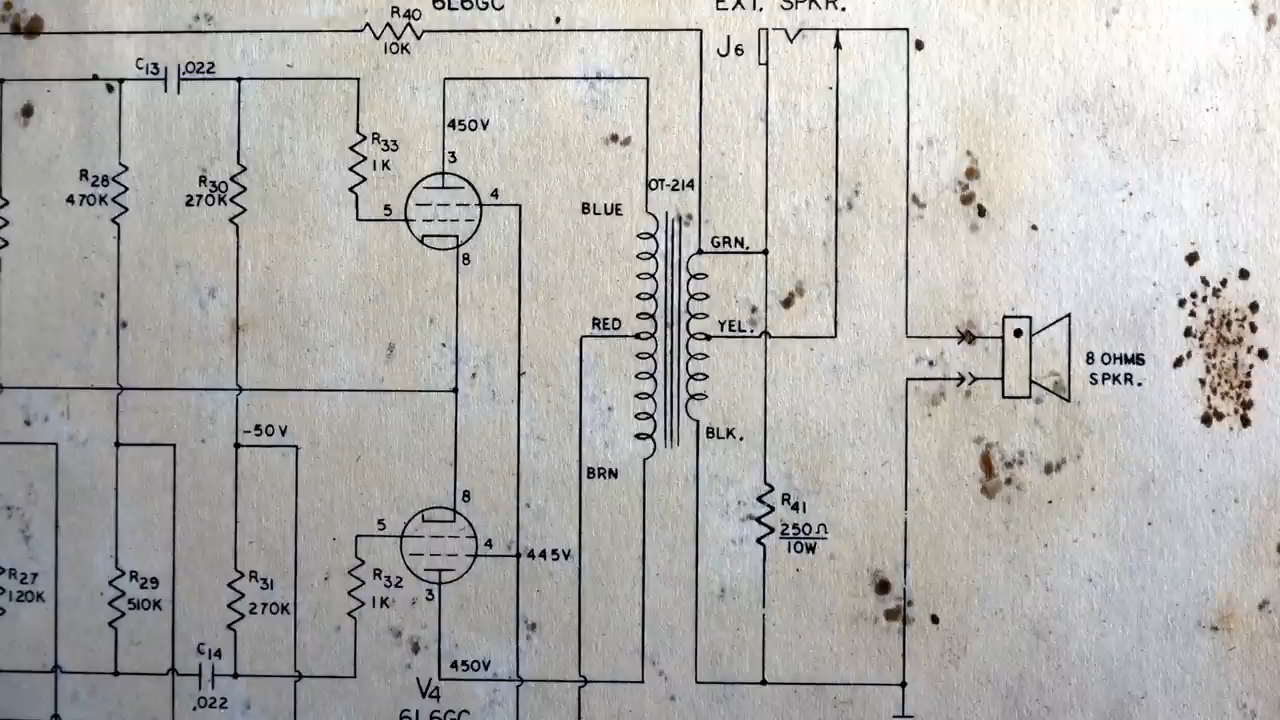 R40
6L6GC
EXT. SPKR.
10K
J6
C13 .022
450V
R33
1K
3
R28
470K
R30
270K
4
5
OT-214
BLUE
GRN.
8
RED
YEL.
8 OHMS
SPKR.
-50V
BLK.
BRN
8
R41
250Ω
10W
5
4
445V
R27
120K
R29
510K
R31
270K
R32
1K
3
C14
.022
450V
V4
6L6GC